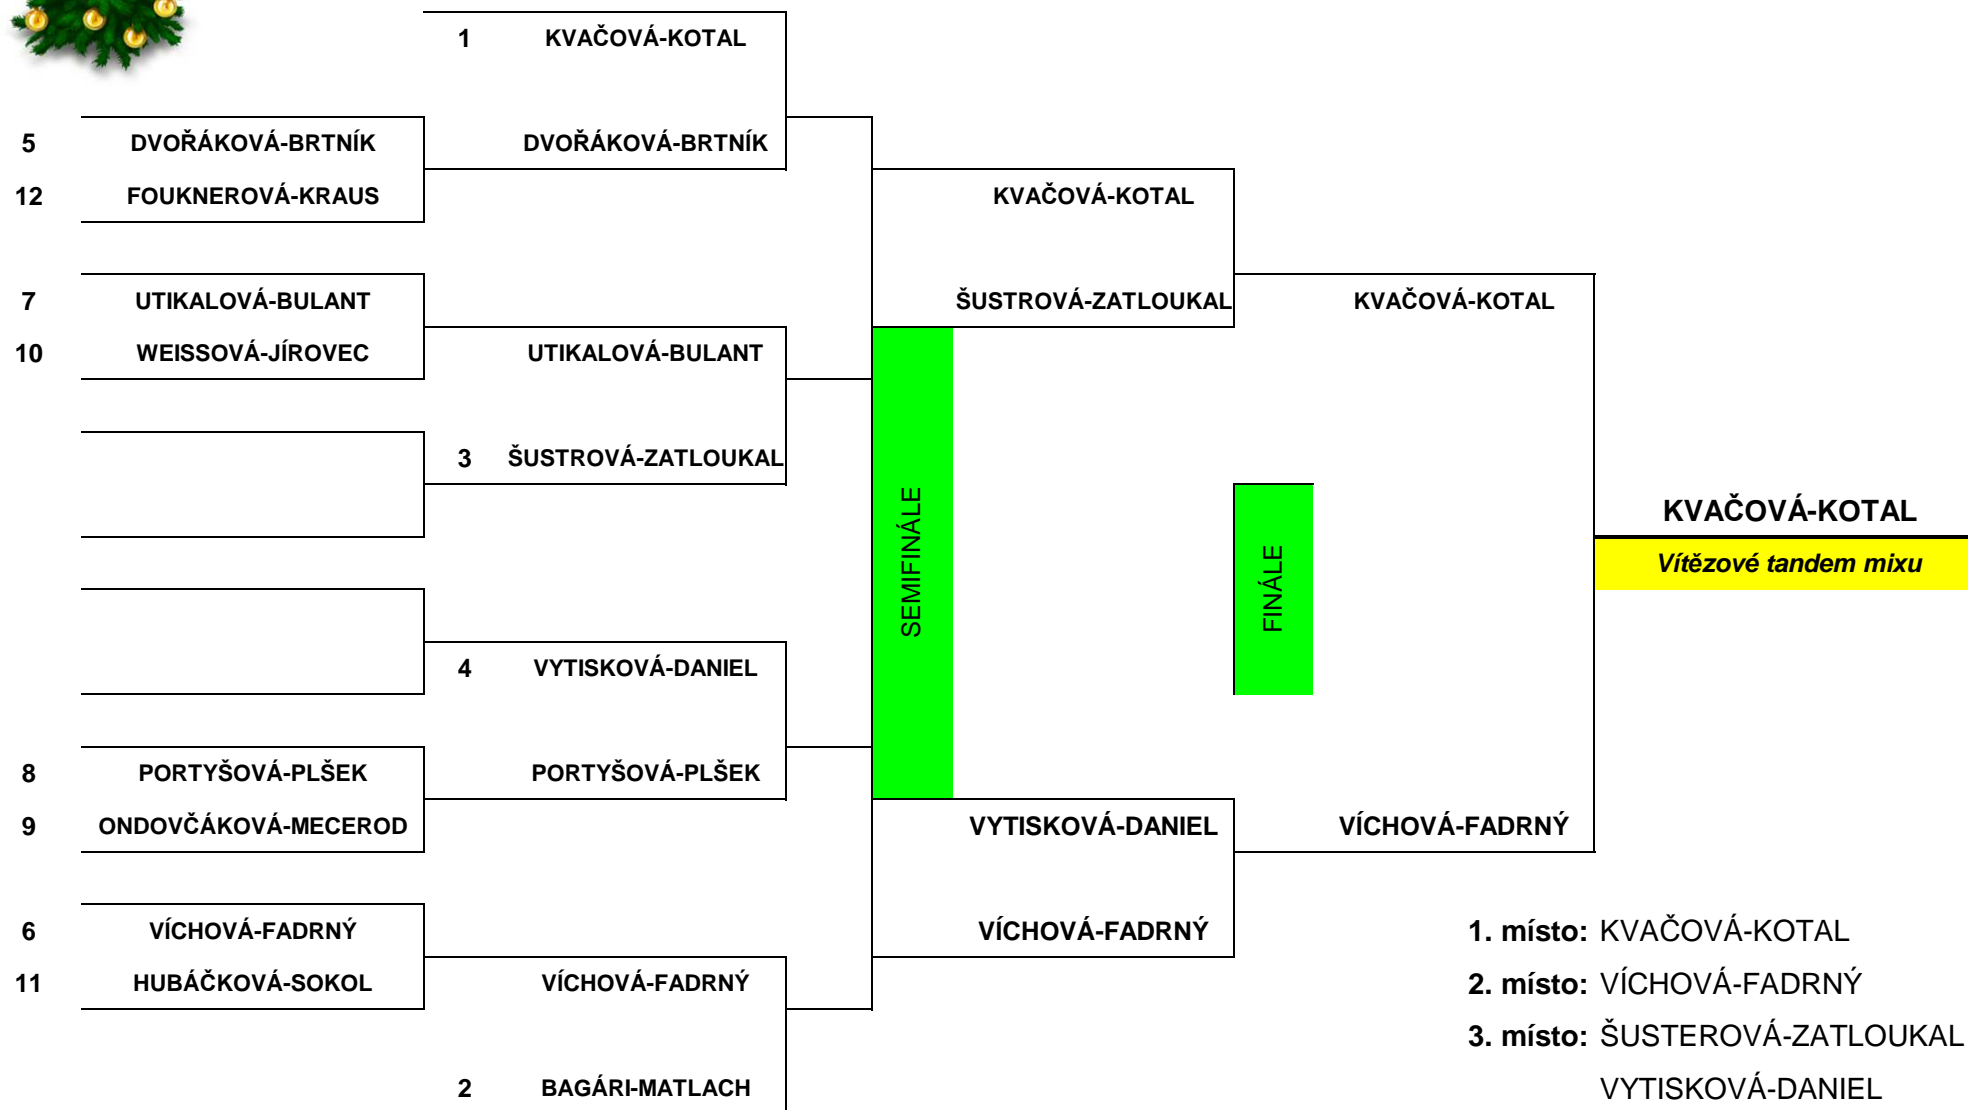 1 KVAČOVÁ-KOTAL
5 DVOŘÁKOVÁ-BRTNÍK DVOŘÁKOVÁ-BRTNÍK
12 FOUKNEROVÁ-KRAUS KVAČOVÁ-KOTAL
7 UTIKALOVÁ-BULANT ŠUSTROVÁ-ZATLOUKAL KVAČOVÁ-KOTAL
10 WEISSOVÁ-JÍROVEC UTIKALOVÁ-BULANT
3 ŠUSTROVÁ-ZATLOUKAL
KVAČOVÁ-KOTAL
SEMIFINÁLE
FINÁLE
Vítězové tandem mixu
4 VYTISKOVÁ-DANIEL
8 PORTYŠOVÁ-PLŠEK PORTYŠOVÁ-PLŠEK
9 ONDOVČÁKOVÁ-MECEROD VYTISKOVÁ-DANIEL VÍCHOVÁ-FADRNÝ
6 VÍCHOVÁ-FADRNÝ VÍCHOVÁ-FADRNÝ 1. místo: KVAČOVÁ-KOTAL
11 HUBÁČKOVÁ-SOKOL VÍCHOVÁ-FADRNÝ 2. místo: VÍCHOVÁ-FADRNÝ
3. místo: ŠUSTEROVÁ-ZATLOUKAL
2 BAGÁRI-MATLACH VYTISKOVÁ-DANIEL